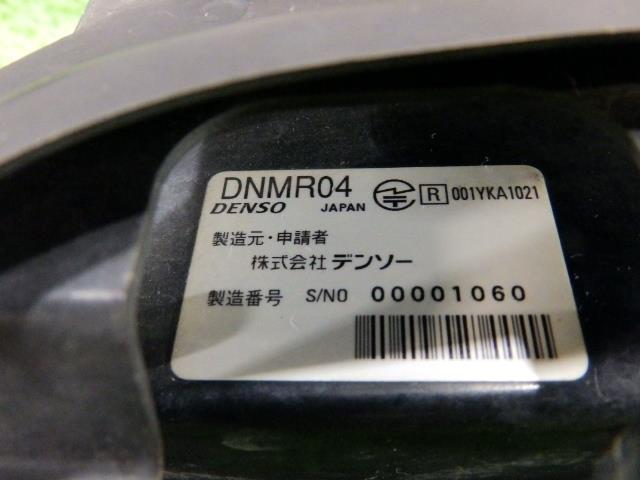 DNMR04 R 001YKA1021
DENSO JAPAN
製造元・申請者
株式会社 デンソー
製造番号 S/NO 00001060